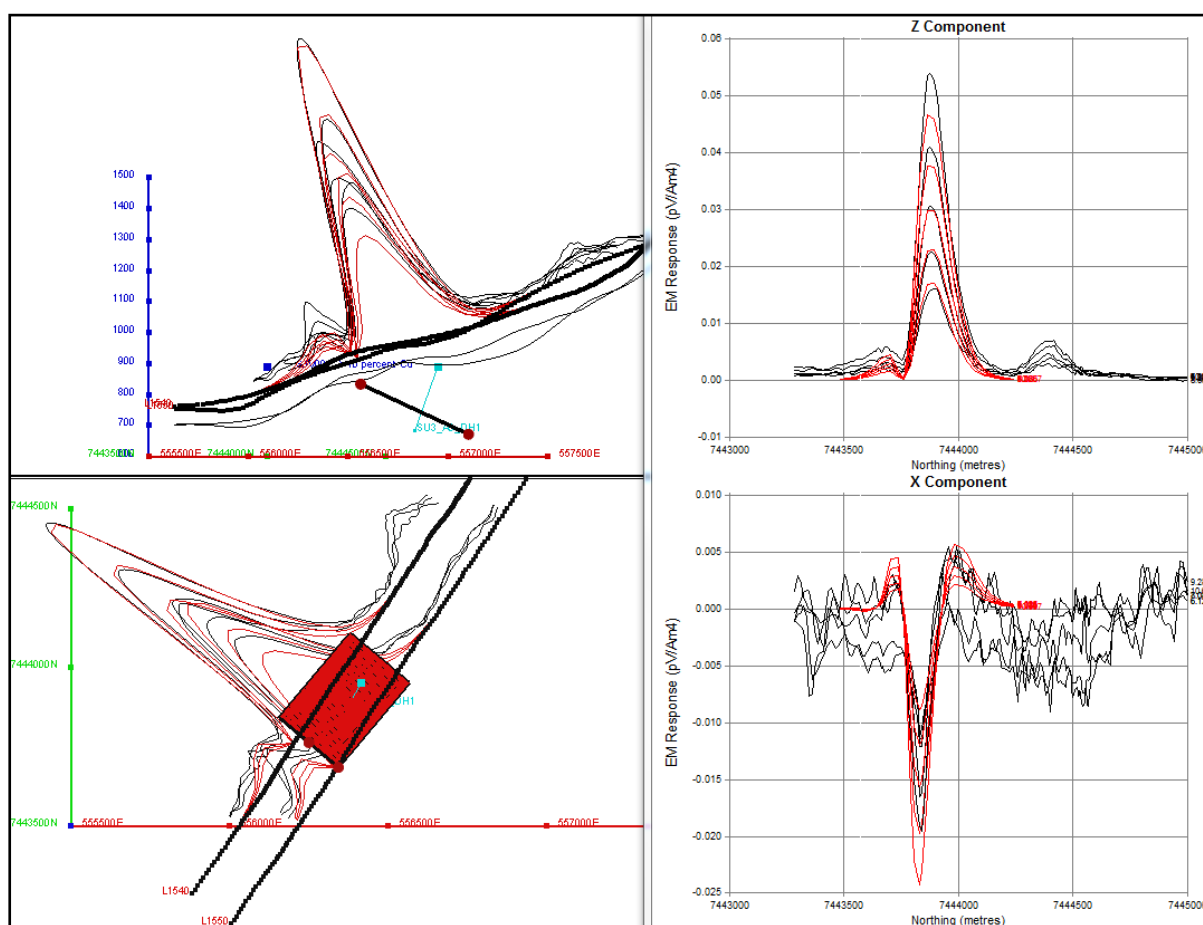 Z Component
0.06
0.05
0.04
0.03
0.02
0.01
0.00
-0.01
EM Response (pV/Am4)
7443000
7443500
7444000
7444500
Northing (metres)
1500
1400
1300
1200
1100
1000
900
800
700
percent Cu
L1540
SU3_A
DH1
555500E
556000E
556500E
557000E
557500E
7444000N
X Component
0.010
0.005
0.000
-0.005
-0.010
-0.015
-0.020
-0.025
EM Response (pV/Am4)
7443000
7443500
7444000
7444500
Northing (metres)
7444500N
7444000N
7443500N
555500E
556000E
556500E
557000E
DH1
L1540
L1550